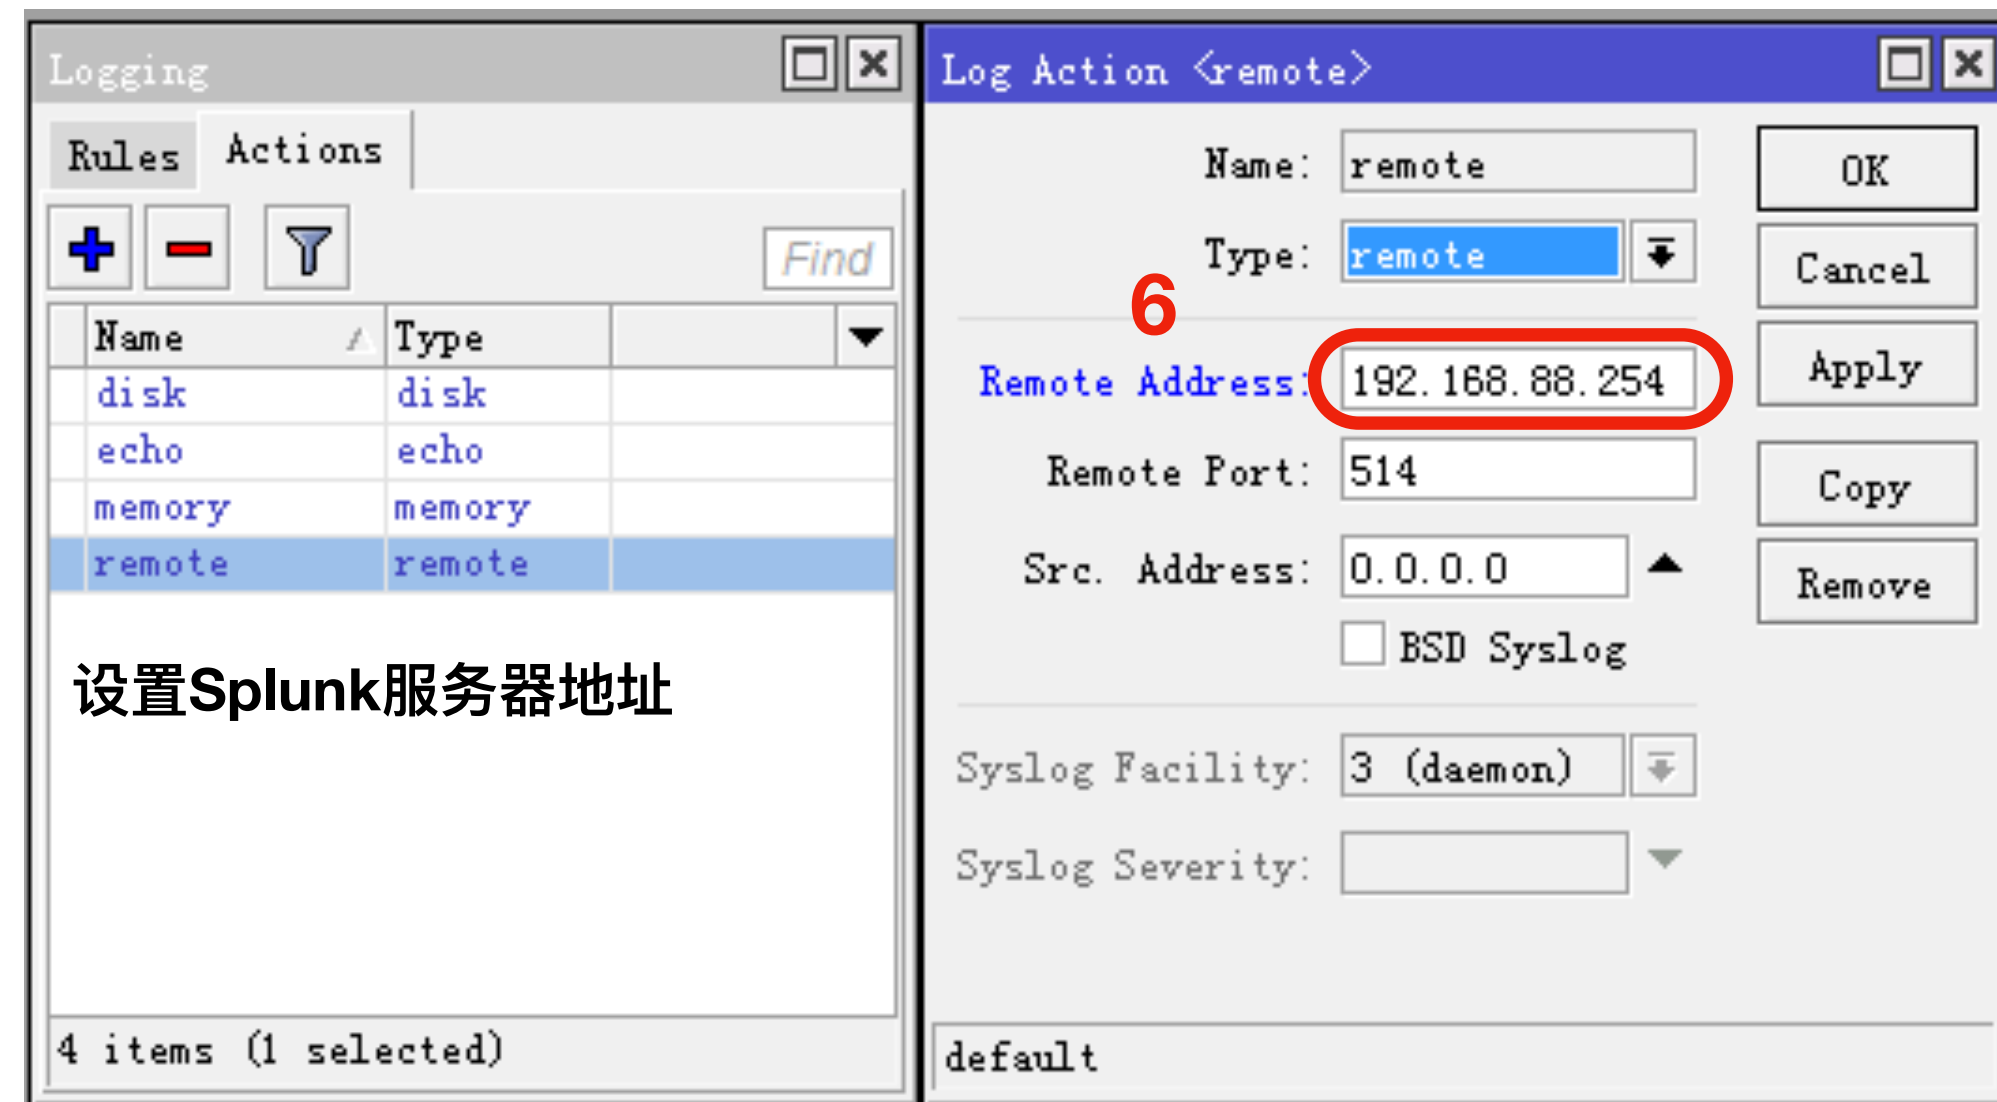 Logging
Rules Actions
Find
Name Type
disk disk
echo echo
memory memory
remote remote
设置Splunk服务器地址
4 items (1 selected)
Log Action <remote>
Name: remote
OK
Type: remote
Cancel
6
Remote Address: 192.168.88.254
Apply
Remote Port: 514
Copy
Src. Address: 0.0.0.0
Remove
BSD Syslog
Syslog Facility: 3 (daemon)
Syslog Severity:
default